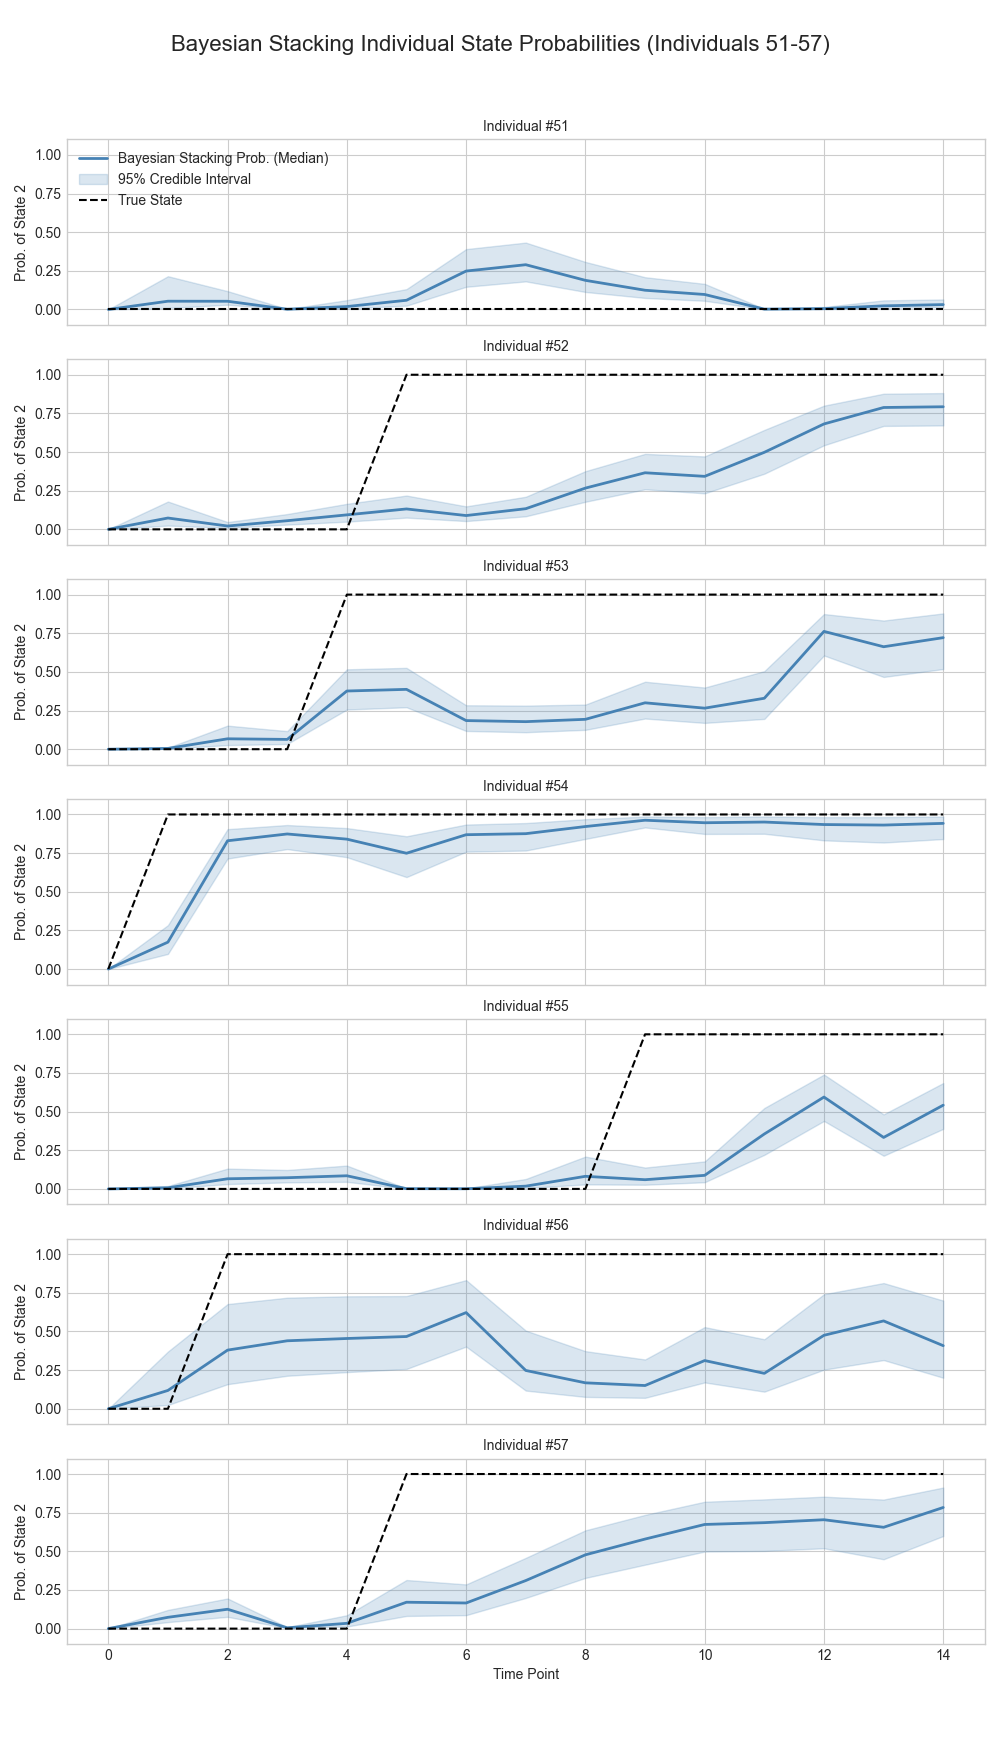 Bayesian Stacking Individual State Probabilities (Individuals 51-57)
Individual #51
Bayesian Stacking Prob. (Median)
95% Credible Interval
True State
Prob. of State 2
1.00
0.75
0.50
0.25
0.00
Individual #52
Prob. of State 2
1.00
0.75
0.50
0.25
0.00
Individual #53
Prob. of State 2
1.00
0.75
0.50
0.25
0.00
Individual #54
Prob. of State 2
1.00
0.75
0.50
0.25
0.00
Individual #55
Prob. of State 2
1.00
0.75
0.50
0.25
0.00
Individual #56
Prob. of State 2
1.00
0.75
0.50
0.25
0.00
Individual #57
Prob. of State 2
1.00
0.75
0.50
0.25
0.00
0 2 4 6 8 10 12 14
Time Point